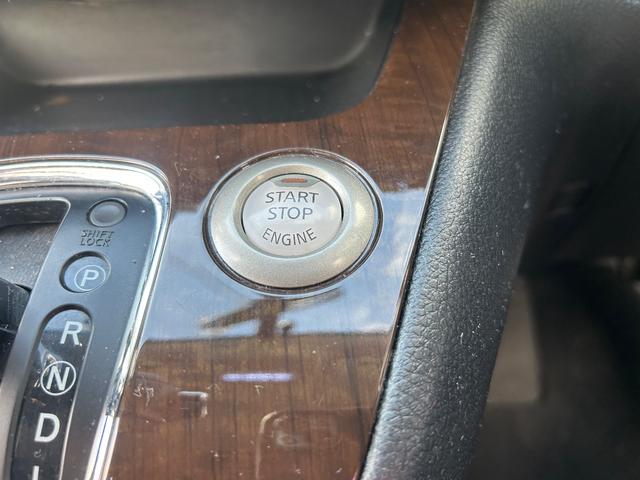 START
STOP
ENGINE
SHIFT
LOCK
P
R
N
D